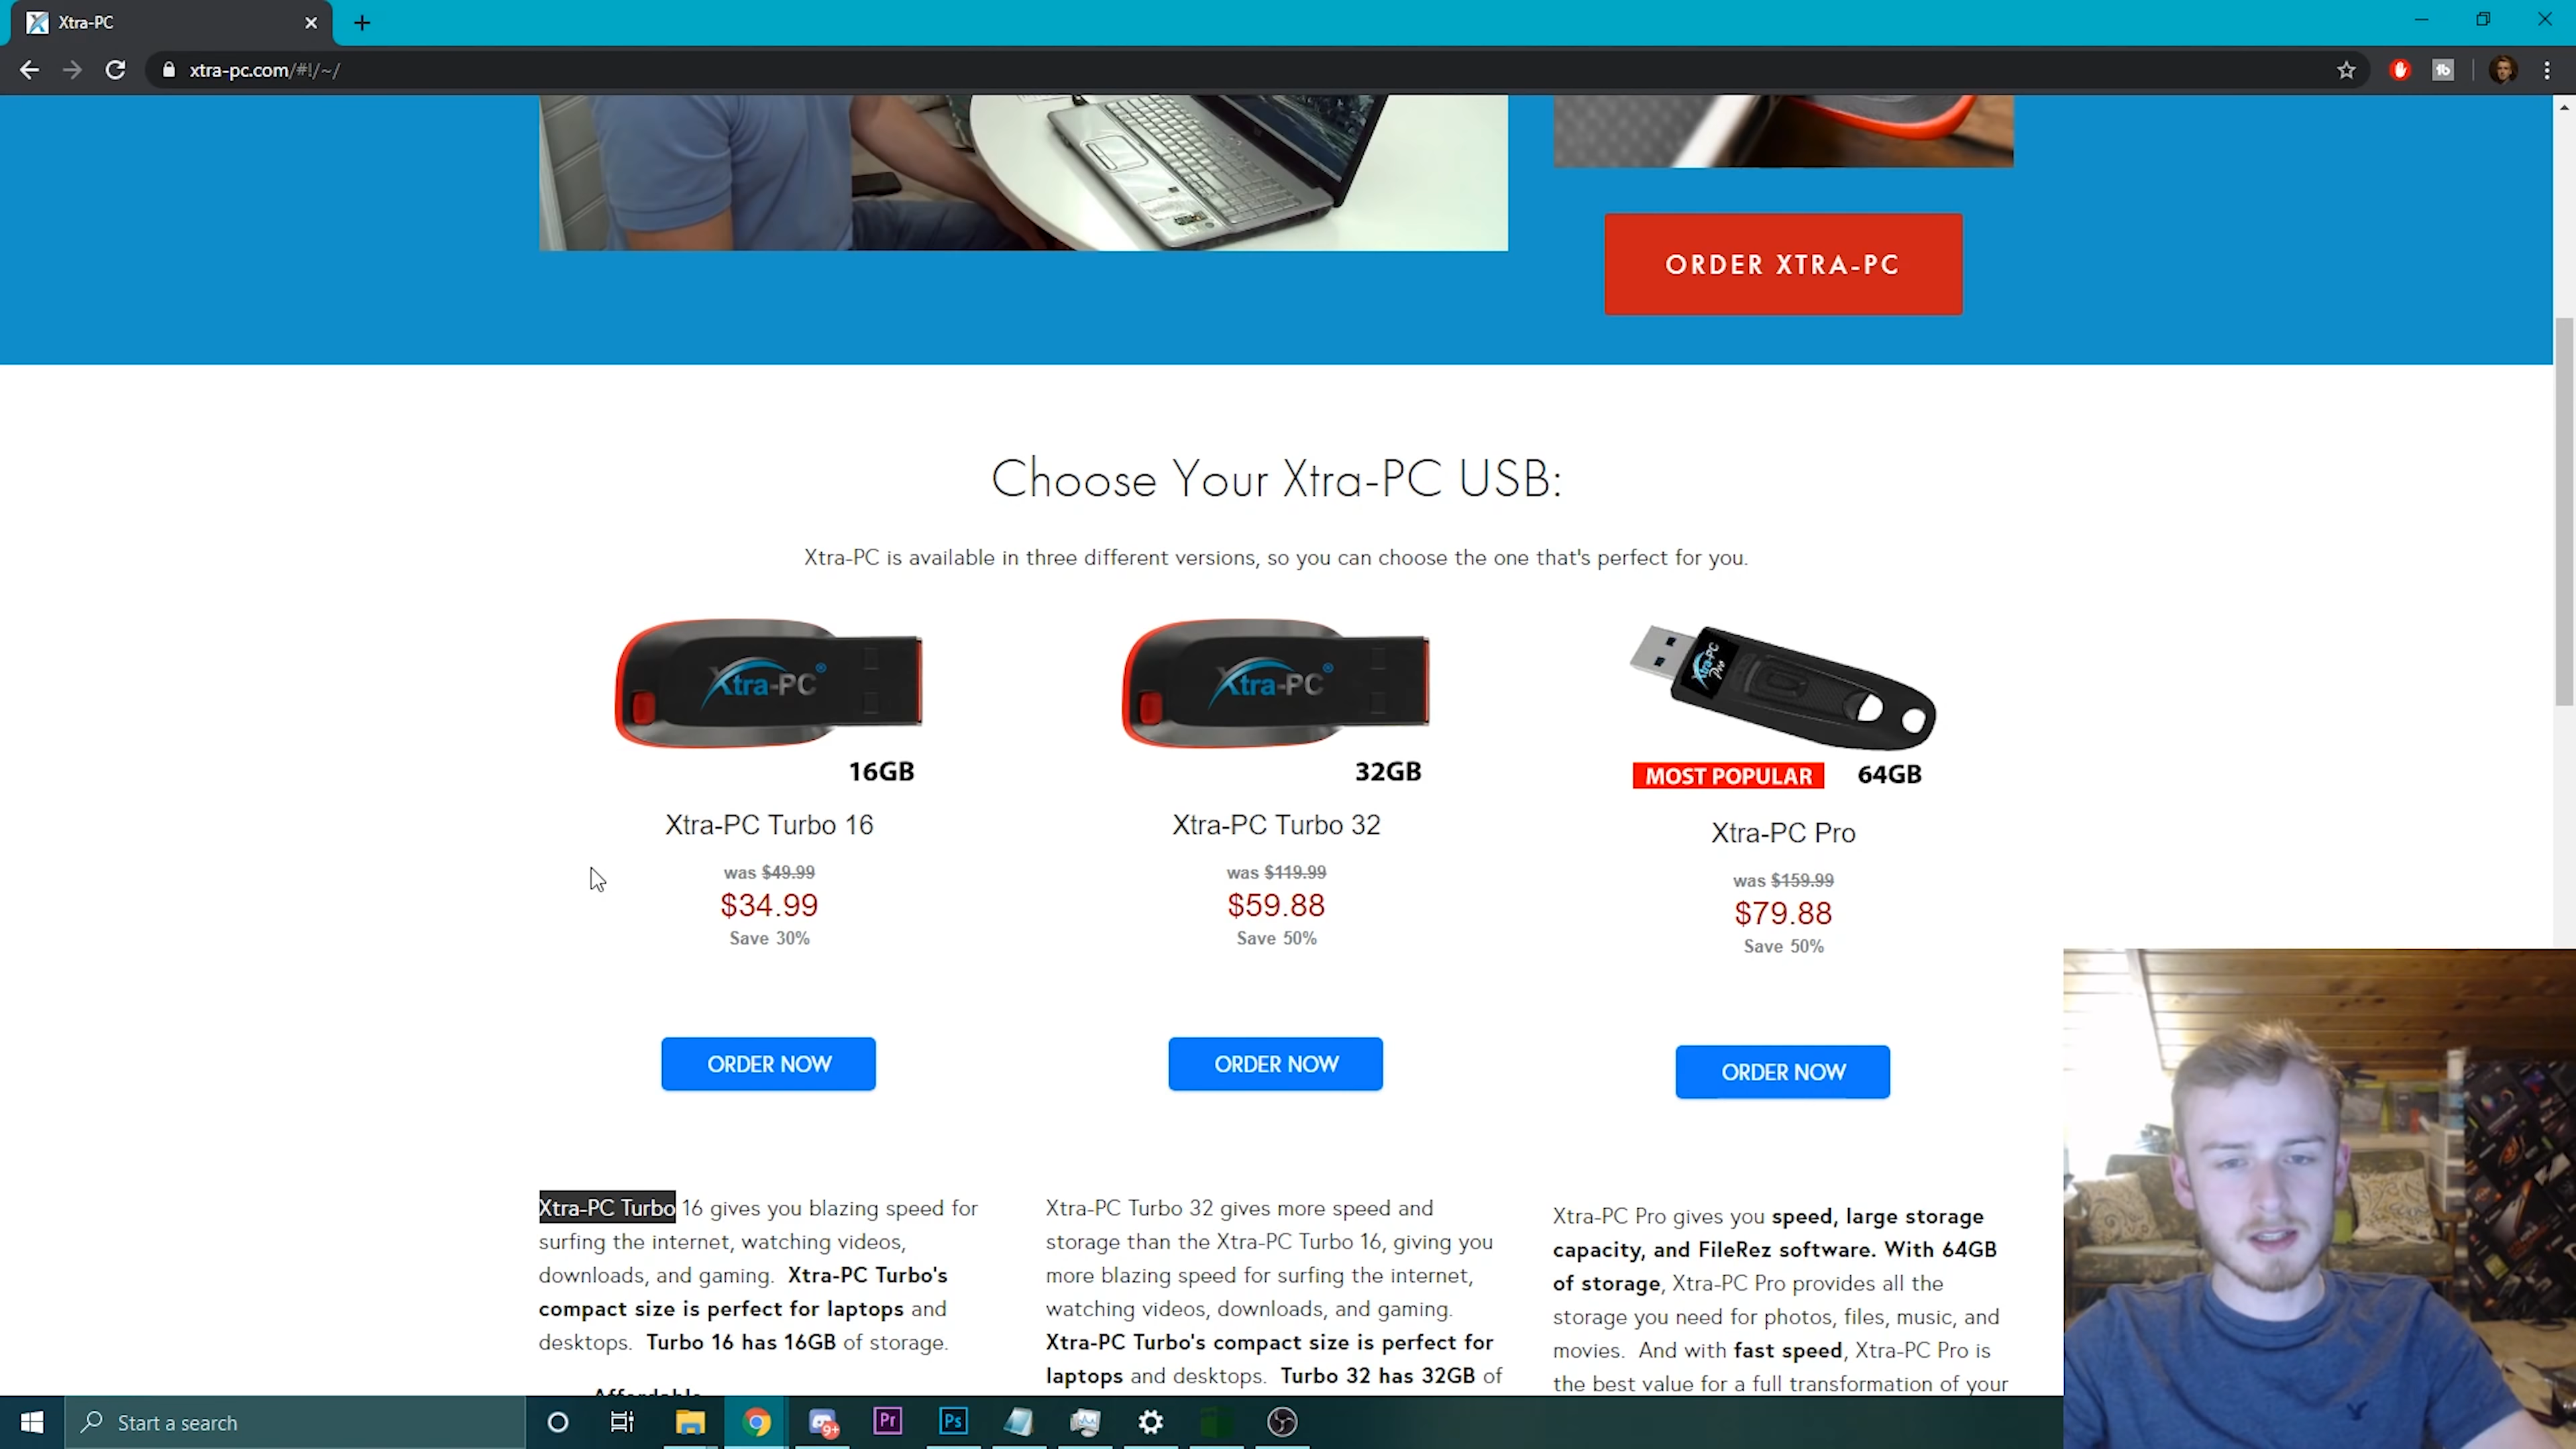 Xtra-PC
xtra-pc.com/#!/~/
ORDER XTRA-PC
Choose Your Xtra-PC USB:
Xtra-PC is available in three different versions, so you can choose the one that's perfect for you.
Xtra-PC®
16GB
Xtra-PC Turbo 16
was $49.99
$34.99
Save 30%
ORDER NOW
Xtra-PC Turbo 16 gives you blazing speed for
surfing the internet, watching videos,
downloads, and gaming. Xtra-PC Turbo's
compact size is perfect for laptops and
desktops. Turbo 16 has 16GB of storage.
Affordable
Xtra-PC®
32GB
Xtra-PC Turbo 32
was $119.99
$59.88
Save 50%
ORDER NOW
Xtra-PC Turbo 32 gives more speed and
storage than the Xtra-PC Turbo 16, giving you
more blazing speed for surfing the internet,
watching videos, downloads, and gaming.
Xtra-PC Turbo's compact size is perfect for
laptops and desktops. Turbo 32 has 32GB of
Xtra-PC Pro
MOST POPULAR 64GB
Xtra-PC Pro
was $159.99
$79.88
Save 50%
ORDER NOW
Xtra-PC Pro gives you speed, large storage
capacity, and FileRez software. With 64GB
of storage, Xtra-PC Pro provides all the
storage you need for photos, files, music, and
movies. And with fast speed, Xtra-PC Pro is
the best value for a full transformation of your
Start a search
9+
Pr
Ps